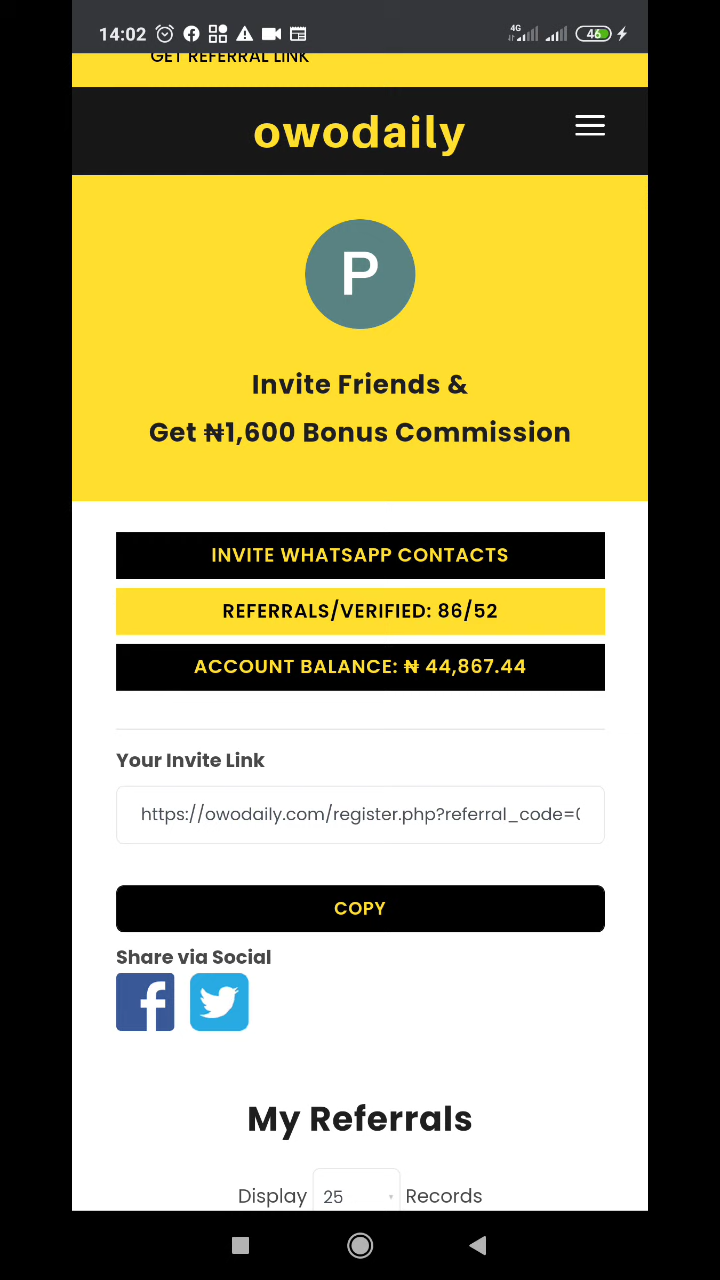 14:02
4G
46
GET REFERRAL LINK
owodaily
P
Invite Friends &
Get ₦1,600 Bonus Commission
INVITE WHATSAPP CONTACTS
REFERRALS/VERIFIED: 86/52
ACCOUNT BALANCE: ₦ 44,867.44
Your Invite Link
https://owodaily.com/register.php?referral_code=
COPY
Share via Social
My Referrals
Display 25 Records